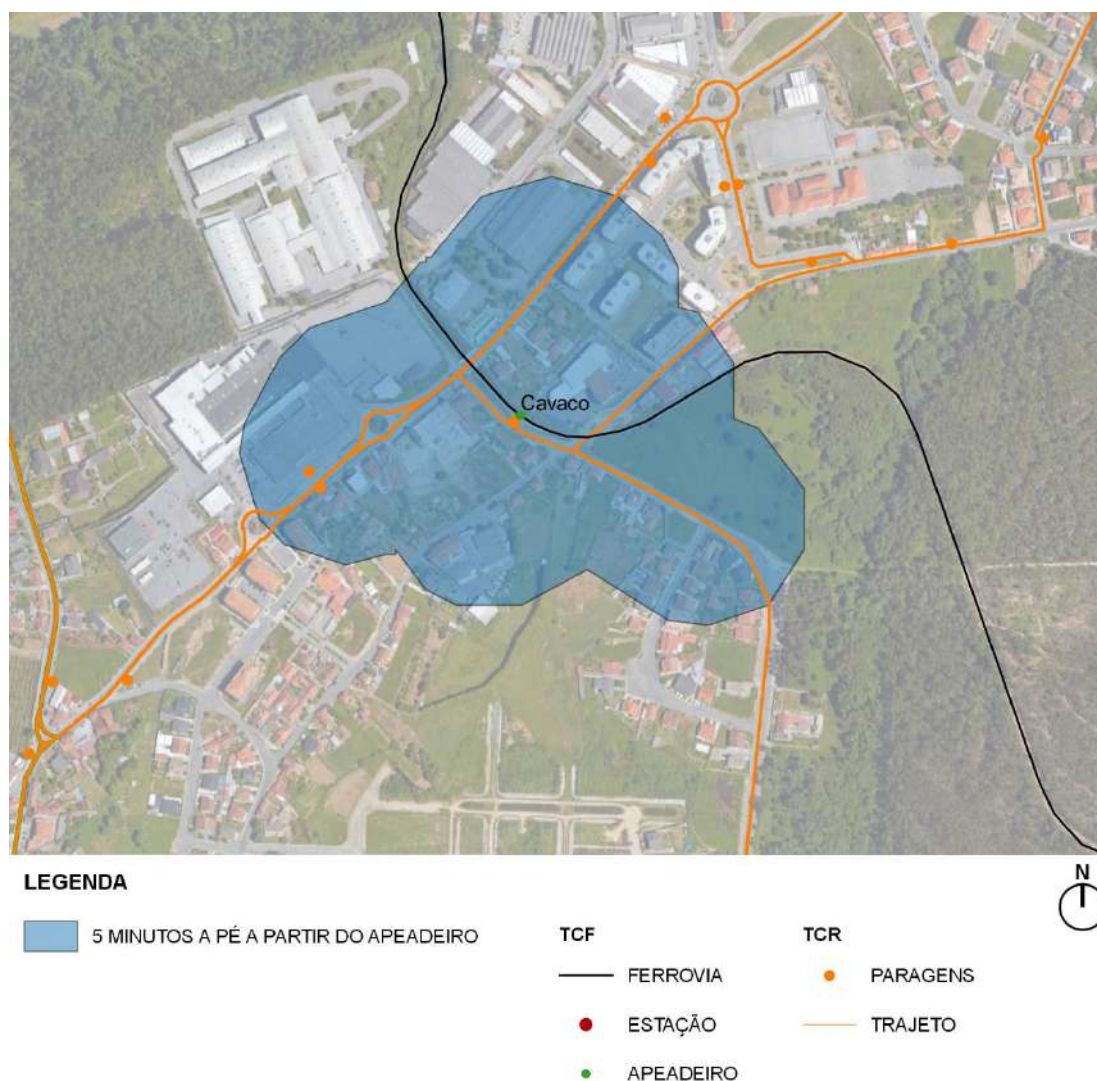 Cavaco
LEGENDA
N
5 MINUTOS A PÉ A PARTIR DO APEADEIRO
TCF
TCR
FERROVIA
PARAGENS
ESTAÇÃO
TRAJETO
APEADEIRO